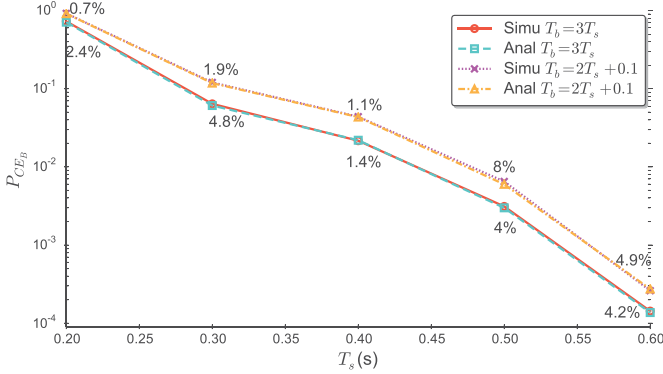 10^0
0.7%
Simu T_b=3T_s
Anal T_b=3T_s
Simu T_b=2T_s+0.1
Anal T_b=2T_s+0.1
2.4%
1.9%
10^-1
4.8%
1.1%
1.4%
10^-2
8%
P_{CE_B}
4%
10^-3
4.9%
4.2%
10^-4
0.20 0.25 0.30 0.35 0.40 0.45 0.50 0.55 0.60
T_s(s)